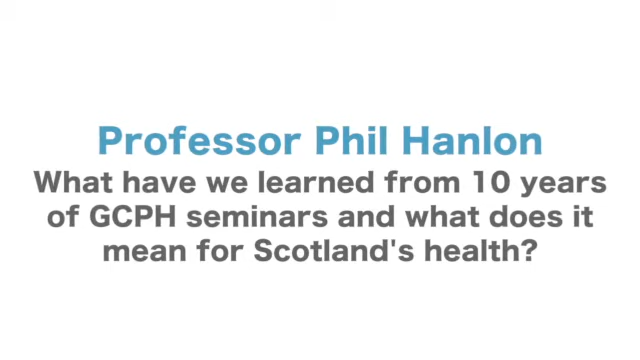 Professor Phil Hanlon
What have we learned from 10 years
of GCPH seminars and what does it
mean for Scotland's health?